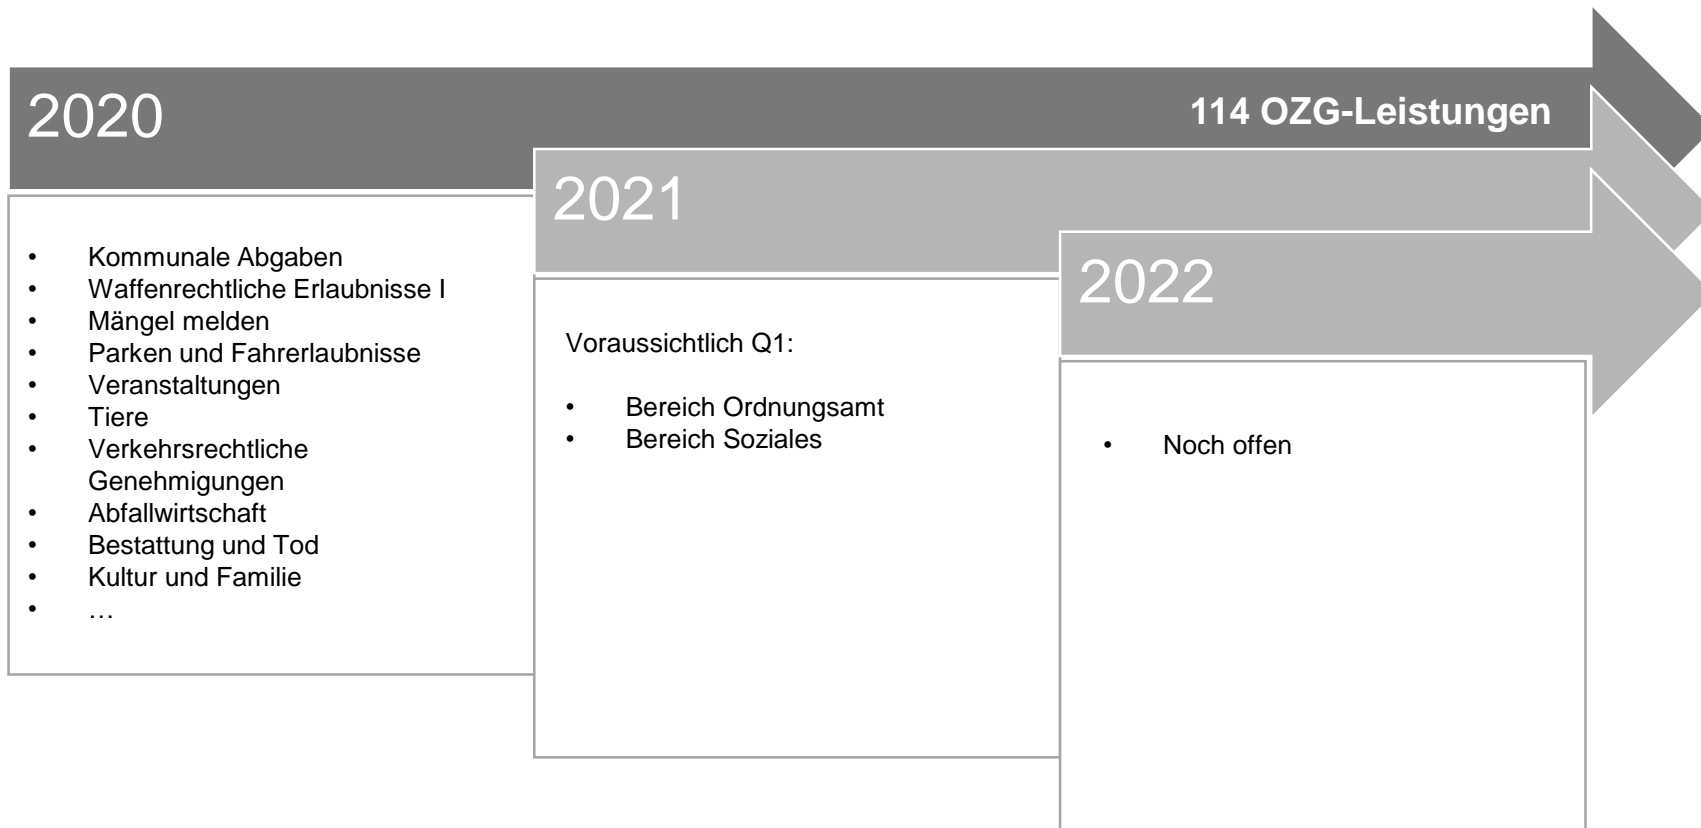 2020
114 OZG-Leistungen
• Kommunale Abgaben
• Waffenrechtliche Erlaubnisse I
• Mängel melden
• Parken und Fahrerlaubnisse
• Veranstaltungen
• Tiere
• Verkehrsrechtliche
Genehmigungen
• Abfallwirtschaft
• Bestattung und Tod
• Kultur und Familie
• …
2021
Voraussichtlich Q1:
• Bereich Ordnungsamt
• Bereich Soziales
2022
• Noch offen